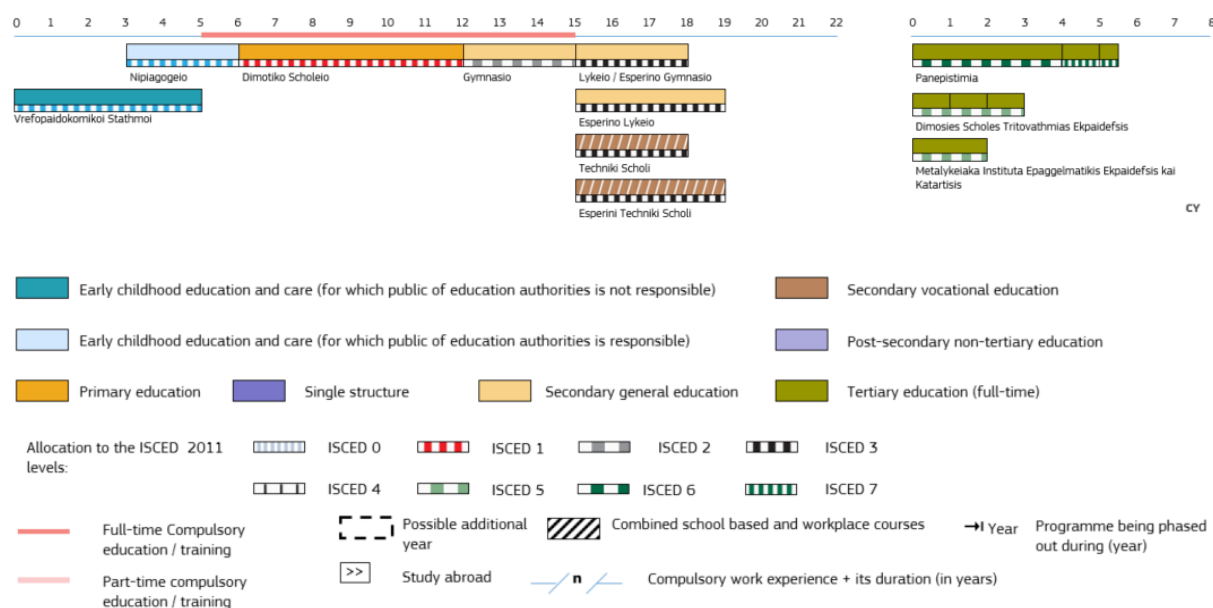 0 1 2 3 4 5 6 7 8 9 10 11 12 13 14 15 16 17 18 19 20 21 22
0 1 2 3 4 5 6 7 8
Nipiagogeio
Dimotiko Scholeio
Gymnasio
Lykeio / Esperino Gymnasio
Panepistimia
Vrefopaidokomikoi Stathmoi
Esperino Lykeio
Dimosies Scholes Tritovathmias Ekpaidefsis
Techniki Scholi
Metalykeiaka Instituta Epaggelmatikis Ekpaidefsis kai
Katartisis
Esperini Techniki Scholi
CY
Early childhood education and care (for which public of education authorities is not responsible)
Secondary vocational education
Early childhood education and care (for which public of education authorities is responsible)
Post-secondary non-tertiary education
Primary education
Single structure
Secondary general education
Tertiary education (full-time)
Allocation to the ISCED 2011
levels:
ISCED 0
ISCED 1
ISCED 2
ISCED 3
ISCED 4
ISCED 5
ISCED 6
ISCED 7
Full-time Compulsory
education / training
Possible additional
year
Combined school based and workplace courses
Year
Programme being phased
out during (year)
Part-time compulsory
education / training
>>
Study abroad
n
Compulsory work experience + its duration (in years)